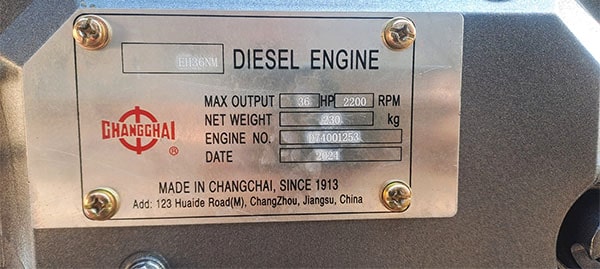 EH36NM DIESEL ENGINE
MAX OUTPUT 36 HP 2200 RPM
NET WEIGHT 230 kg
ENGINE NO. D74001253
DATE 2021
CHANGCHAI
®
MADE IN CHANGCHAI, SINCE 1913
Add: 123 Huaide Road(M), ChangZhou, Jiangsu, China